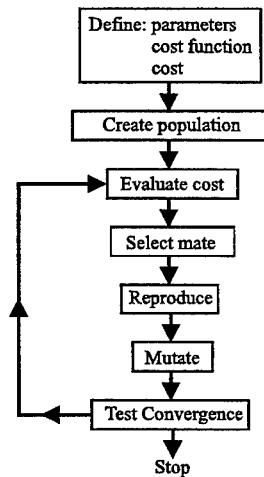 Define: parameters
cost function
cost
Create population
Evaluate cost
Select mate
Reproduce
Mutate
Test Convergence
Stop